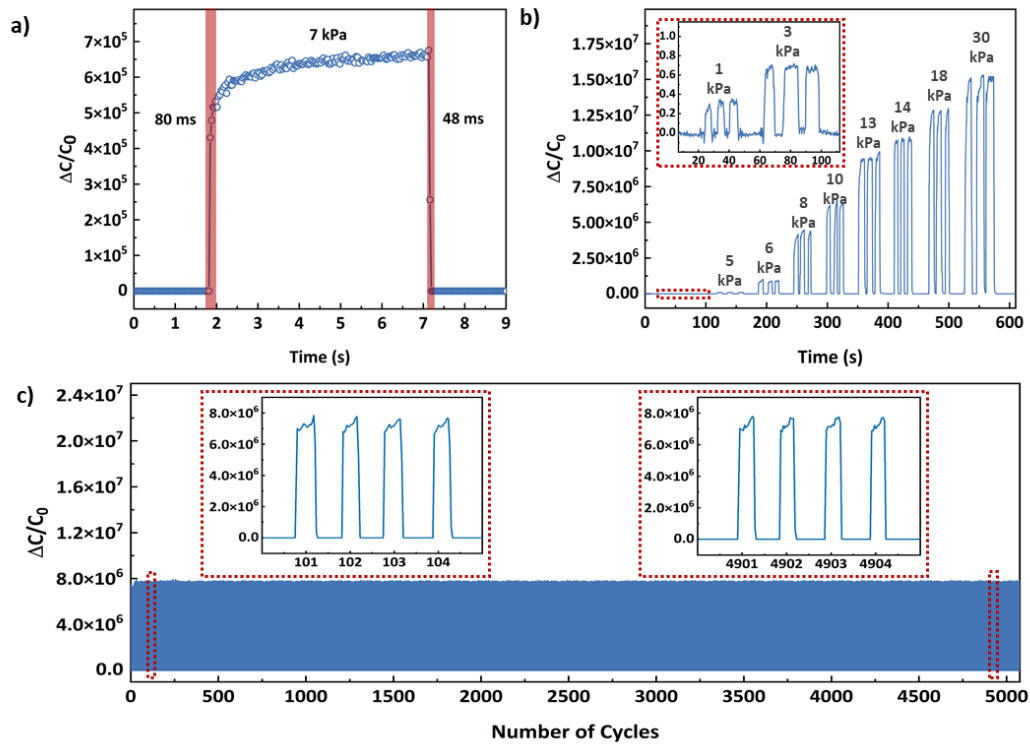 a)
7×10⁵
6×10⁵
5×10⁵
4×10⁵
3×10⁵
2×10⁵
1×10⁵
0
ΔC/C₀
7 kPa
80 ms
48 ms
0 1 2 3 4 5 6 7 8 9
Time (s)
b)
1.75×10⁷
1.50×10⁷
1.25×10⁷
1.00×10⁷
7.50×10⁶
5.00×10⁶
2.50×10⁶
0.00
ΔC/C₀
1.0
0.8
0.6
0.4
0.2
0.0
1
kPa
3
kPa
20 40 60 80 100
5
kPa
6
kPa
8
kPa
10
kPa
13
kPa
14
kPa
18
kPa
30
kPa
0 100 200 300 400 500 600
Time (s)
c)
2.4×10⁷
2.0×10⁷
1.6×10⁷
1.2×10⁷
8.0×10⁶
4.0×10⁶
0.0
ΔC/C₀
8.0×10⁶
6.0×10⁶
4.0×10⁶
2.0×10⁶
0.0
101 102 103 104
8.0×10⁶
6.0×10⁶
4.0×10⁶
2.0×10⁶
0.0
4901 4902 4903 4904
0 500 1000 1500 2000 2500 3000 3500 4000 4500 5000
Number of Cycles